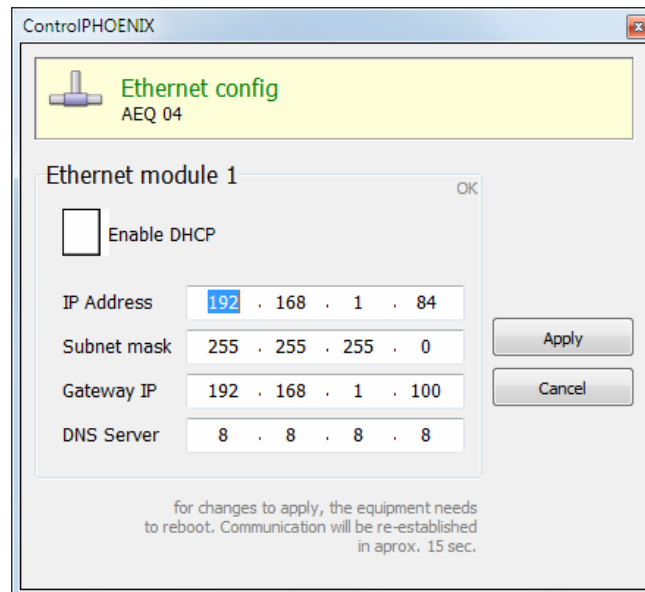 ControlPHOENIX
Ethernet config
AEQ 04
Ethernet module 1
OK
Enable DHCP
IP Address 192 . 168 . 1 . 84
Subnet mask 255 . 255 . 255 . 0
Apply
Gateway IP 192 . 168 . 1 . 100
Cancel
DNS Server 8 . 8 . 8 . 8
for changes to apply, the equipment needs
to reboot. Communication will be re-established
in aprox. 15 sec.